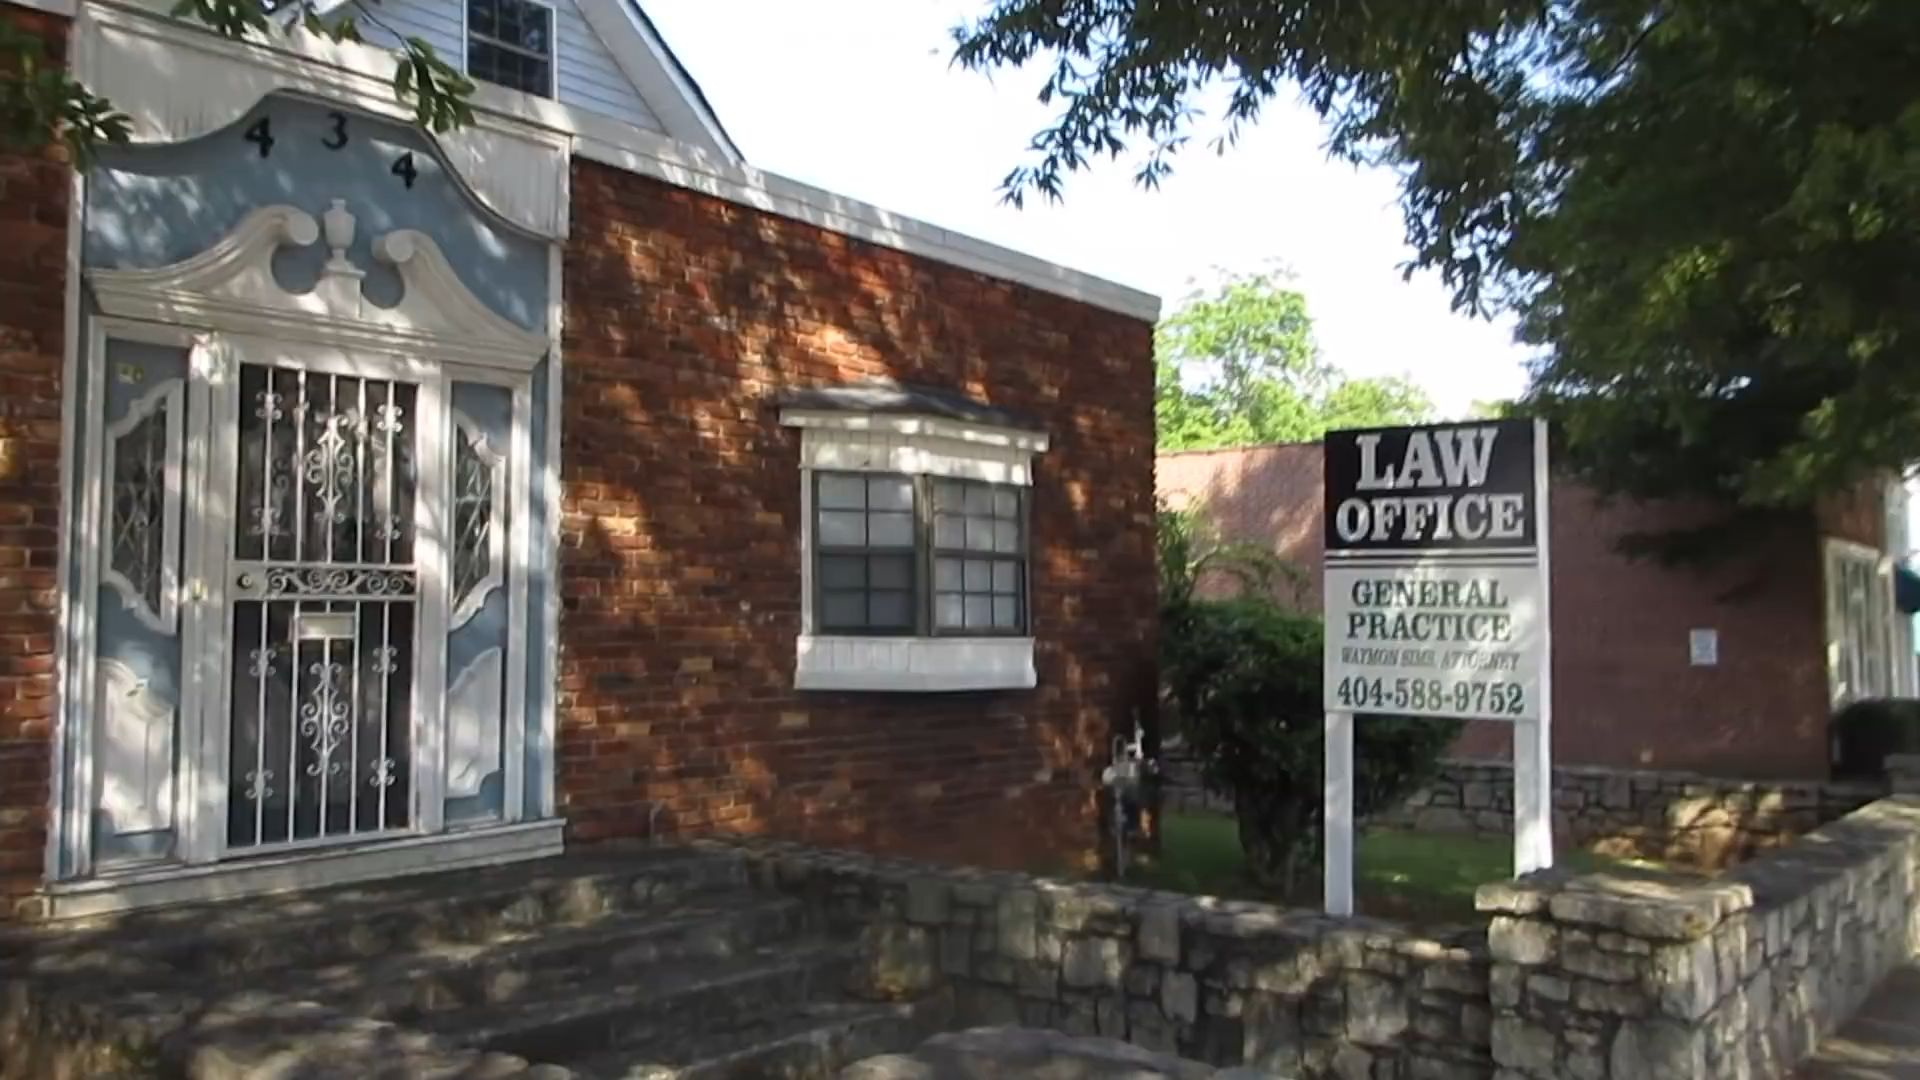 434
LAW
OFFICE
GENERAL
PRACTICE
WAYMON SIMS, ATTORNEY
404-588-9752